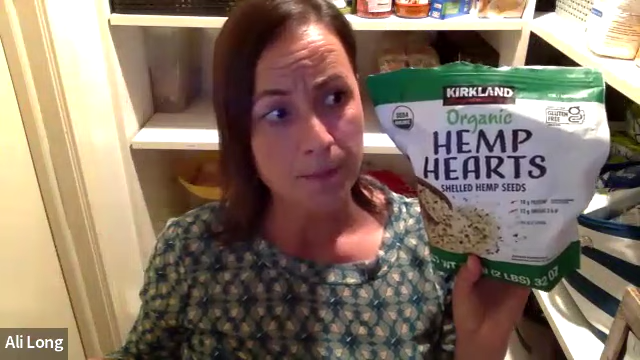 KIRKLAND
Organic
USDA
ORGANIC
GLUTEN
FREE
HEMP
HEARTS
SHELLED HEMP SEEDS
(2 LBS) 32 OZ
Ali Long